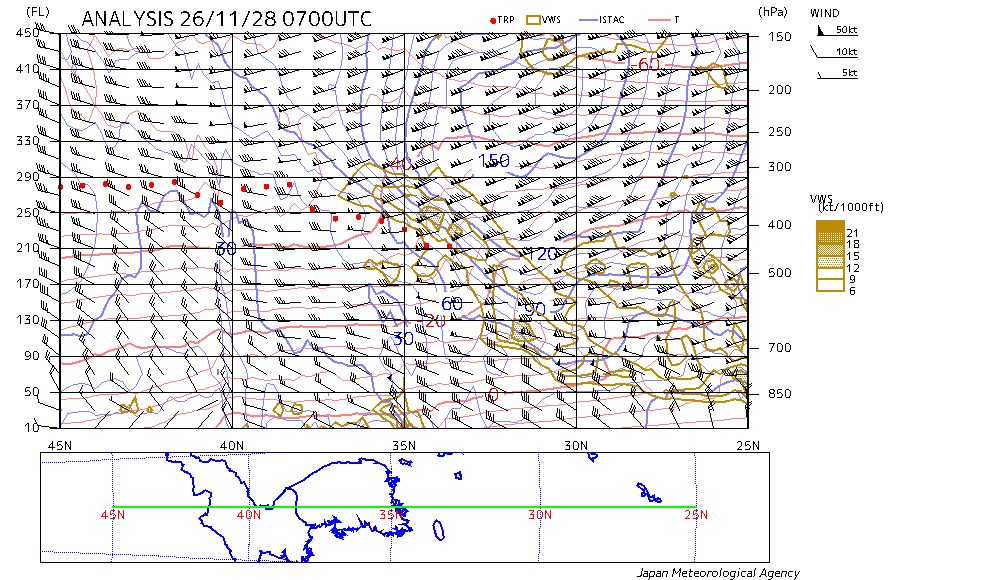 (FL) ANALYSIS 26/11/28 0700UTC TRP VWS ISTAC T (hPa) WIND
450 150 50kt
10kt
-60
410 5kt
200
370
250
330
150
-40 300
290
VWS
(kt/1000ft)
250
400
21
30 120 18
210 15
500 12
170 9
60 90 6
130 -20
30 700
90
50 0 850
10
45N 40N 35N 30N 25N
45N 40N 35N 30N 25N
Japan Meteorological Agency